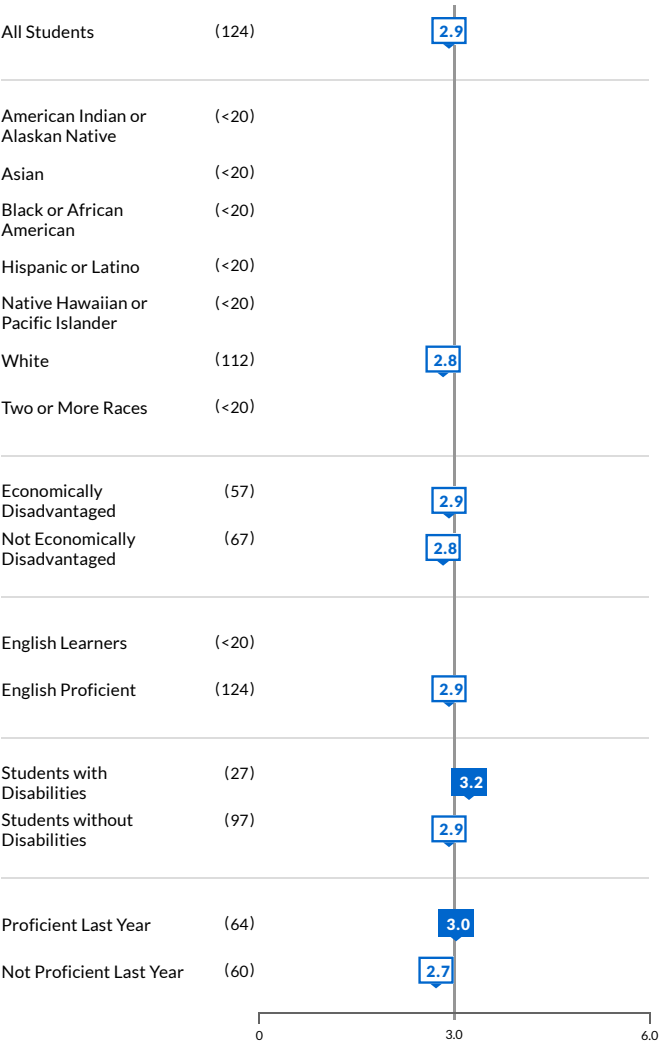 All Students (124) 2.9
American Indian or (<20)
Alaskan Native
Asian (<20)
Black or African (<20)
American
Hispanic or Latino (<20)
Native Hawaiian or (<20)
Pacific Islander
White (112) 2.8
Two or More Races (<20)
Economically (57) 2.9
Disadvantaged
Not Economically (67) 2.8
Disadvantaged
English Learners (<20)
English Proficient (124) 2.9
Students with (27) 3.2
Disabilities
Students without (97) 2.9
Disabilities
Proficient Last Year (64) 3.0
Not Proficient Last Year (60) 2.7
0 3.0 6.0